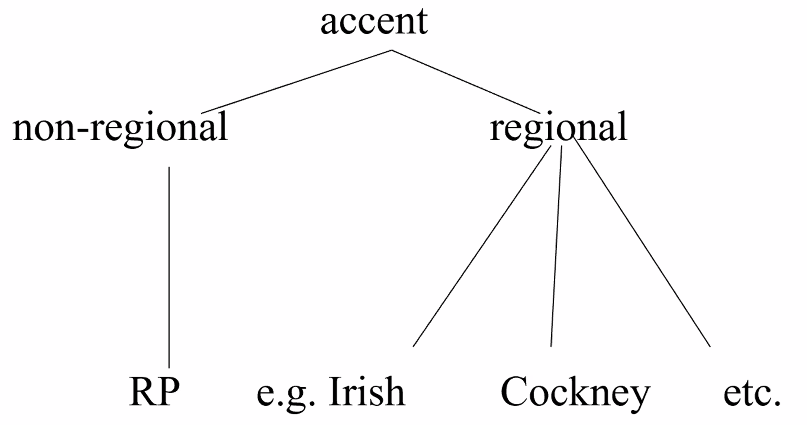 accent
non-regional regional
RP e.g. Irish Cockney etc.